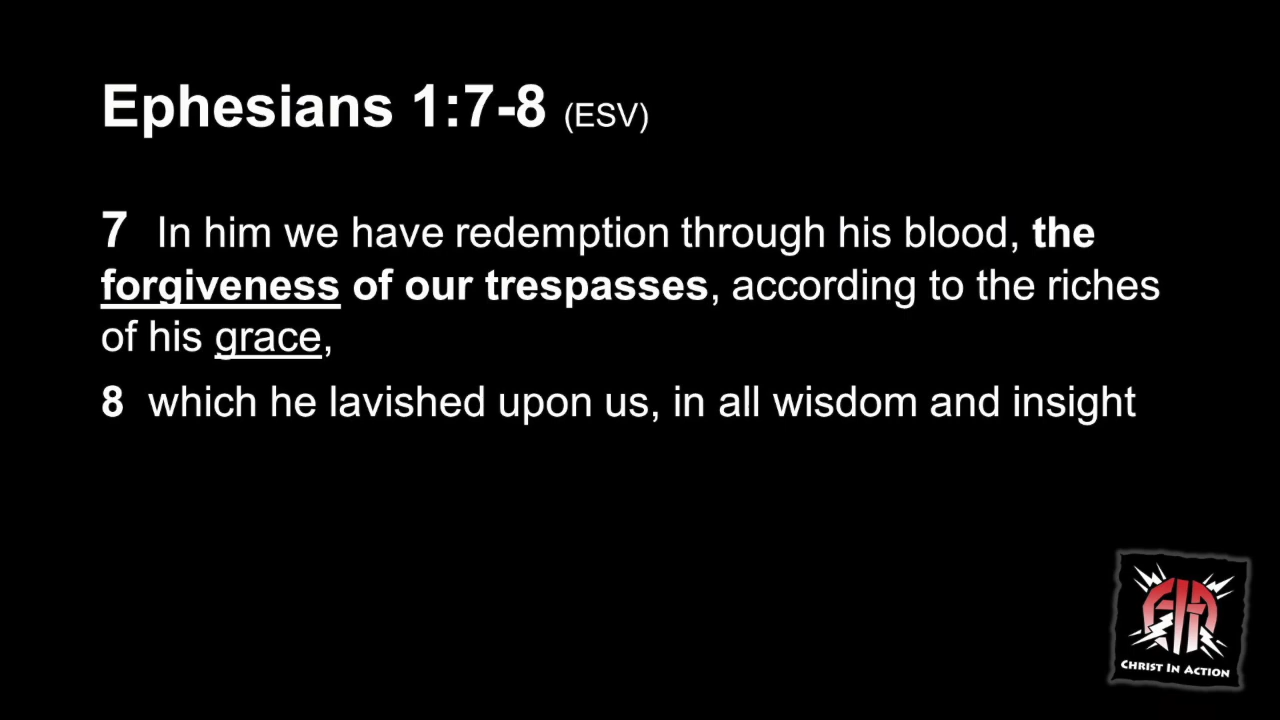 Ephesians 1:7-8 (ESV)
7 In him we have redemption through his blood, the
forgiveness of our trespasses, according to the riches
of his grace,
8 which he lavished upon us, in all wisdom and insight
CHRIST IN ACTION